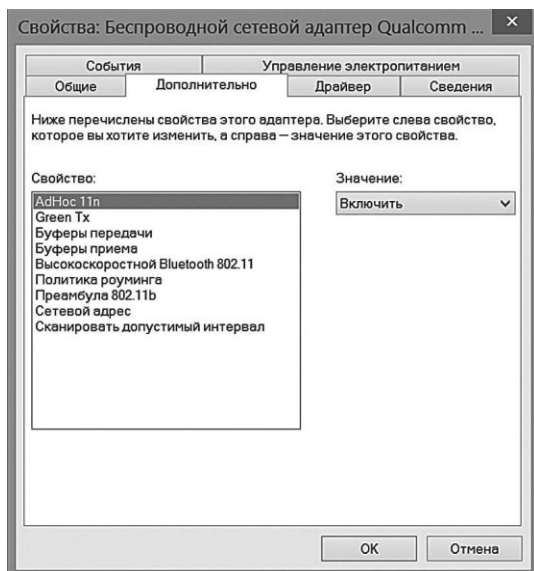 Свойства: Беспроводной сетевой адаптер Qualcomm ...
События Управление электропитанием
Общие Дополнительно Драйвер Сведения
Ниже перечислены свойства этого адаптера. Выберите слева свойство,
которое вы хотите изменить, а справа — значение этого свойства.
Свойство:
Значение:
AdHoc 11n
Включить
Green Tx
Буферы передачи
Буферы приема
Высокоскоростной Bluetooth 802.11
Политика роуминга
Преамбула 802.11b
Сетевой адрес
Сканировать допустимый интервал
ОК Отмена